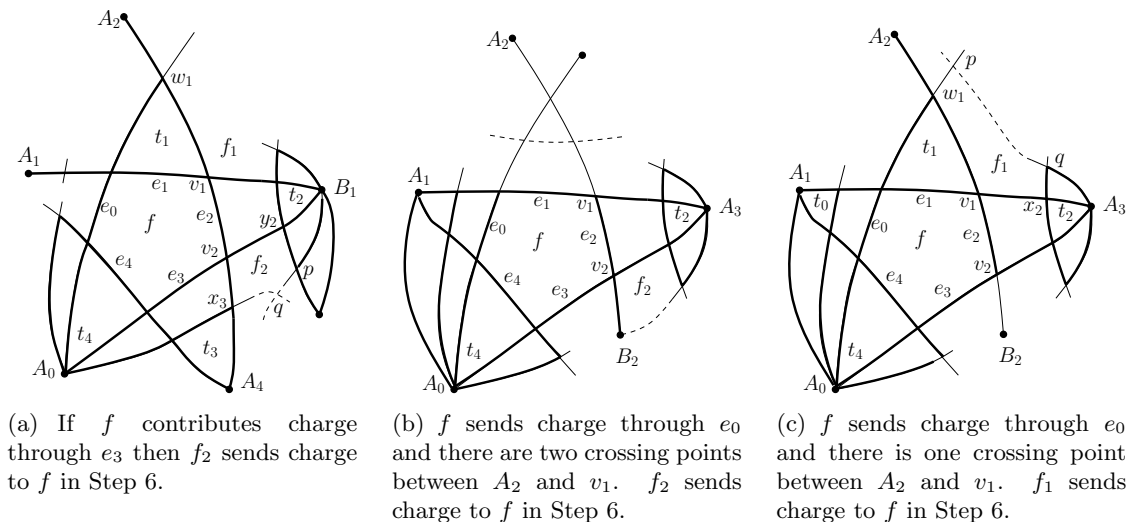 A₂
w₁
t₁
f₁
A₁
e₁
v₁
B₁
t₂
e₀
f
e₂
y₂
v₂
f₂
p
e₄
e₃
x₃
q
t₄
t₃
A₀
A₄
(a) If f contributes charge
through e₃ then f₂ sends charge
to f in Step 6.
A₂
A₁
e₁
v₁
t₂
A₃
e₀
f
e₂
v₂
e₄
e₃
f₂
t₄
B₂
A₀
(b) f sends charge through e₀
and there are two crossing points
between A₂ and v₁. f₂ sends
charge to f in Step 6.
A₂
p
w₁
t₁
f₁
q
A₁
t₀
e₁
v₁
x₂
t₂
A₃
e₀
f
e₂
v₂
e₄
e₃
t₄
B₂
A₀
(c) f sends charge through e₀
and there is one crossing point
between A₂ and v₁. f₁ sends
charge to f in Step 6.